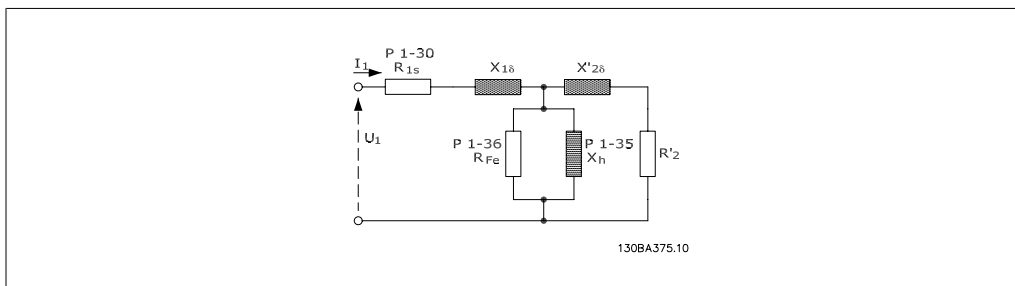 P 1-30
I1
R1s
X1δ
X'2δ
U1
P 1-36
RFe
P 1-35
Xh
R'2
130BA375.10